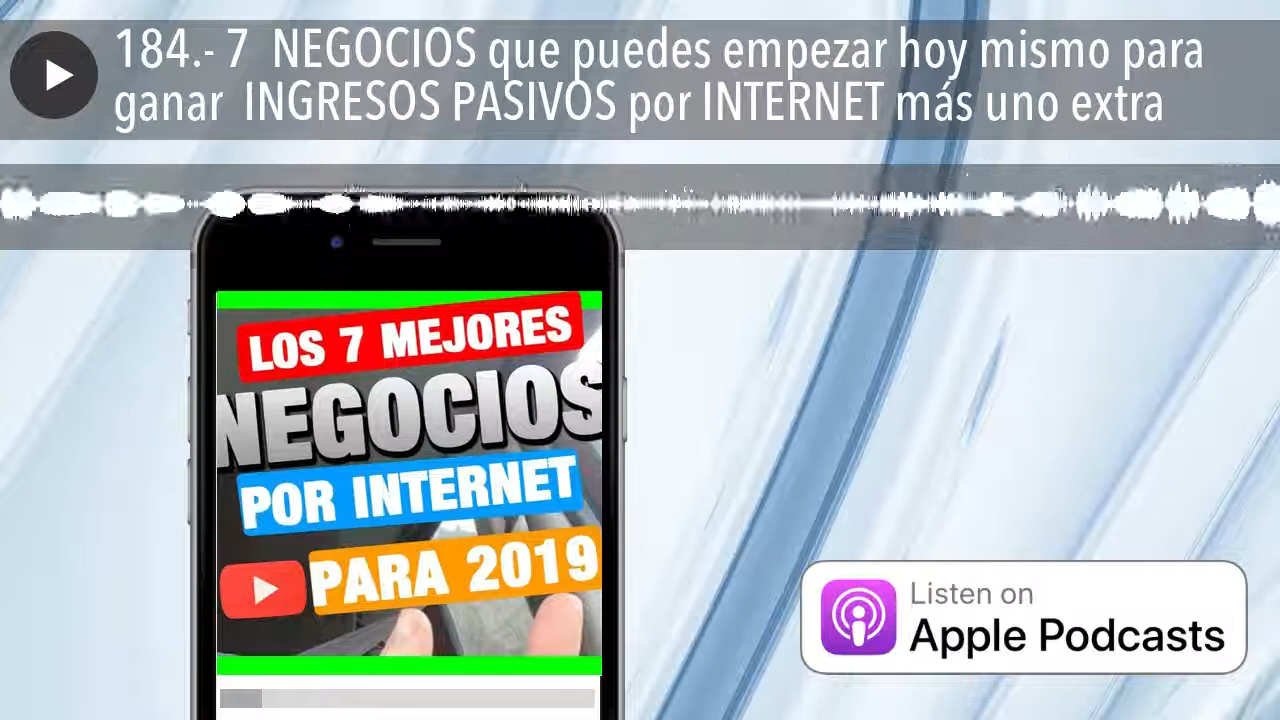 184.- 7 NEGOCIOS que puedes empezar hoy mismo para
ganar INGRESOS PASIVOS por INTERNET más uno extra
LOS 7 MEJORES
NEGOCIOS
POR INTERNET
PARA 2019
Listen on
Apple Podcasts